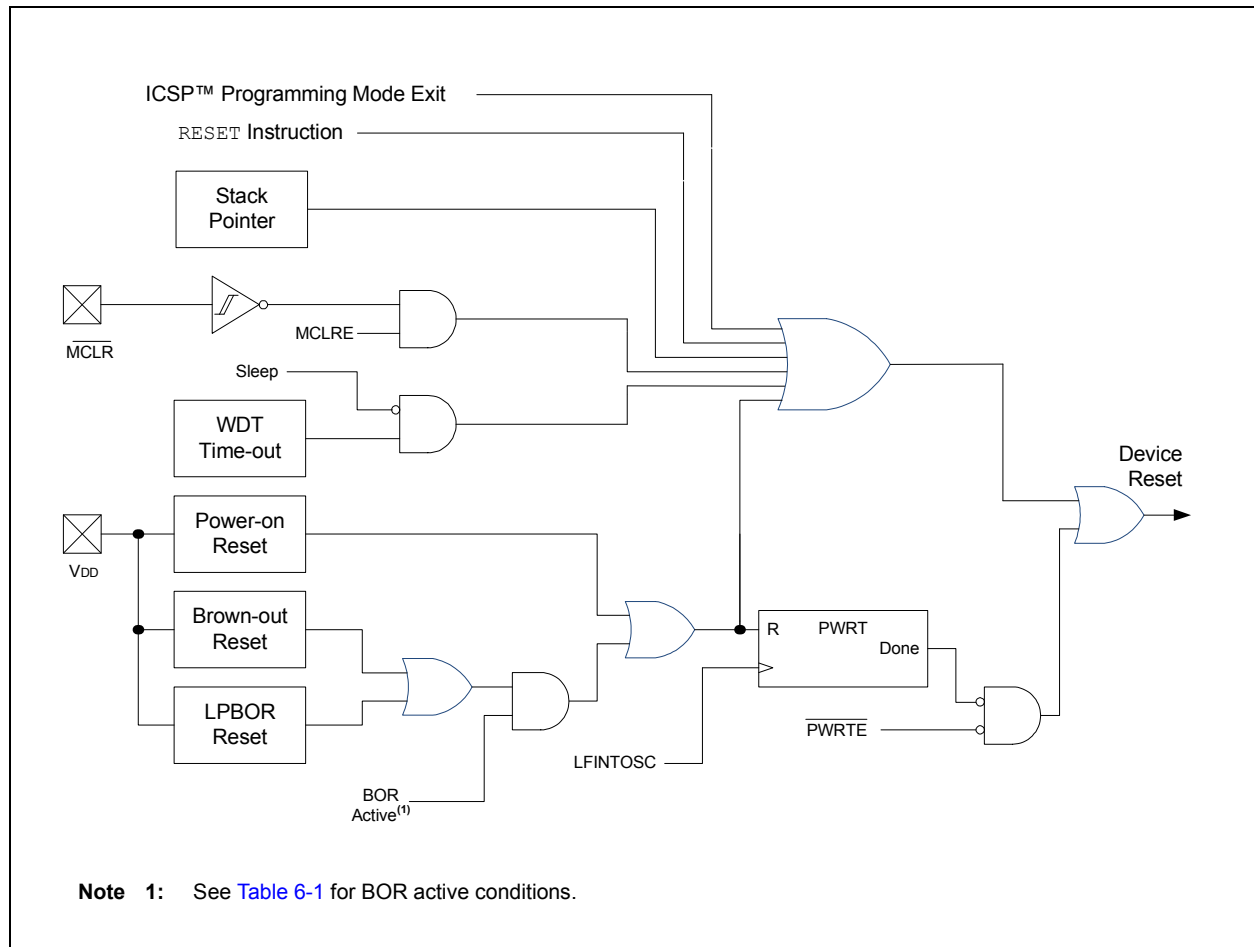 ICSP™ Programming Mode Exit
RESET Instruction
Stack
Pointer
MCLR
MCLRE
Sleep
WDT
Time-out
Device
Reset
VDD
Power-on
Reset
Brown-out
Reset
R PWRT
Done
LPBOR
Reset
PWRTE
LFINTOSC
BOR
Active(1)
Note 1: See Table 6-1 for BOR active conditions.